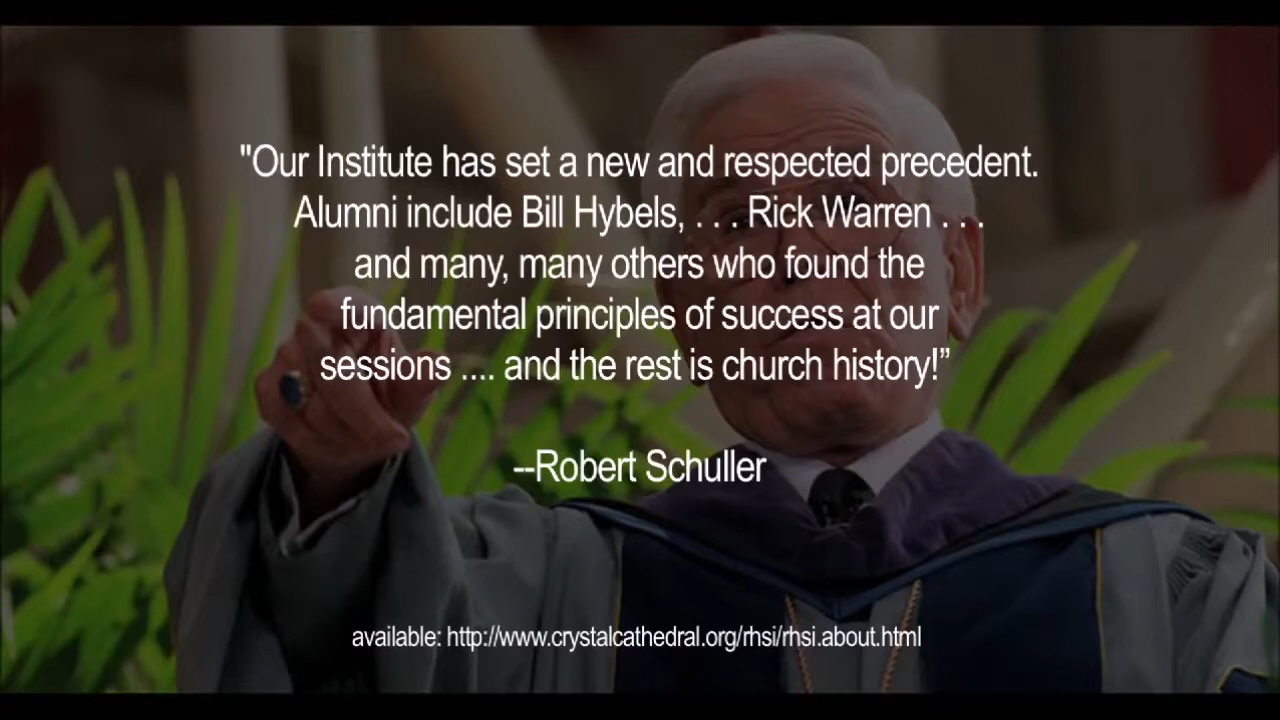 "Our Institute has set a new and respected precedent.
Alumni include Bill Hybels, . . . Rick Warren . . .
and many, many others who found the
fundamental principles of success at our
sessions .... and the rest is church history!”
--Robert Schuller
available: http://www.crystalcathedral.org/rhsi/rhsi.about.html